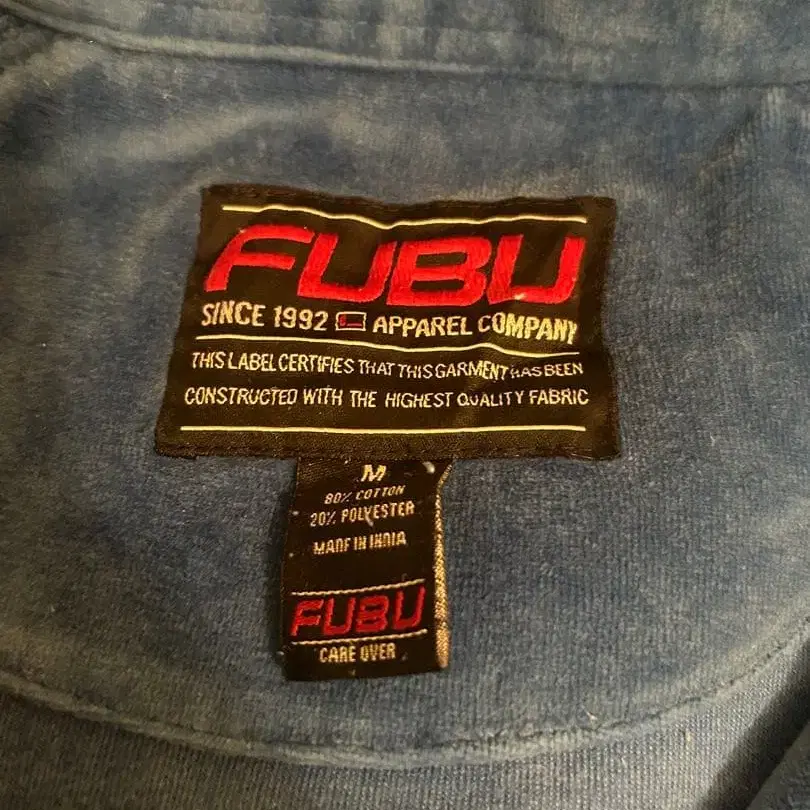 FUBU
SINCE 1992 APPAREL COMPANY
THIS LABEL CERTIFIES THAT THIS GARMENT HAS BEEN
CONSTRUCTED WITH THE HIGHEST QUALITY FABRIC
M
80% COTTON
20% POLYESTER
MADE IN INDIA
FUBU
CARE OVER